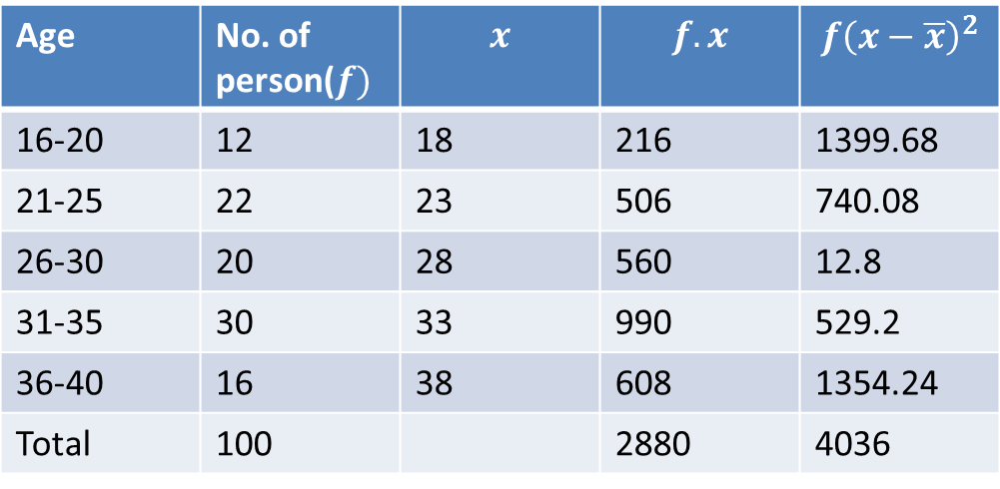 Age No. of person(f) x f.x f(x − x̅)²
16-20 12 18 216 1399.68
21-25 22 23 506 740.08
26-30 20 28 560 12.8
31-35 30 33 990 529.2
36-40 16 38 608 1354.24
Total 100 2880 4036